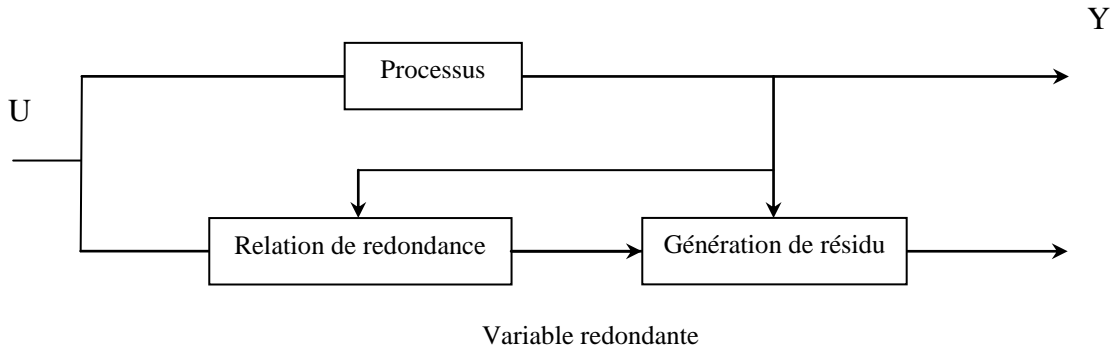 Y
Processus
U
Relation de redondance
Génération de résidu
Variable redondante